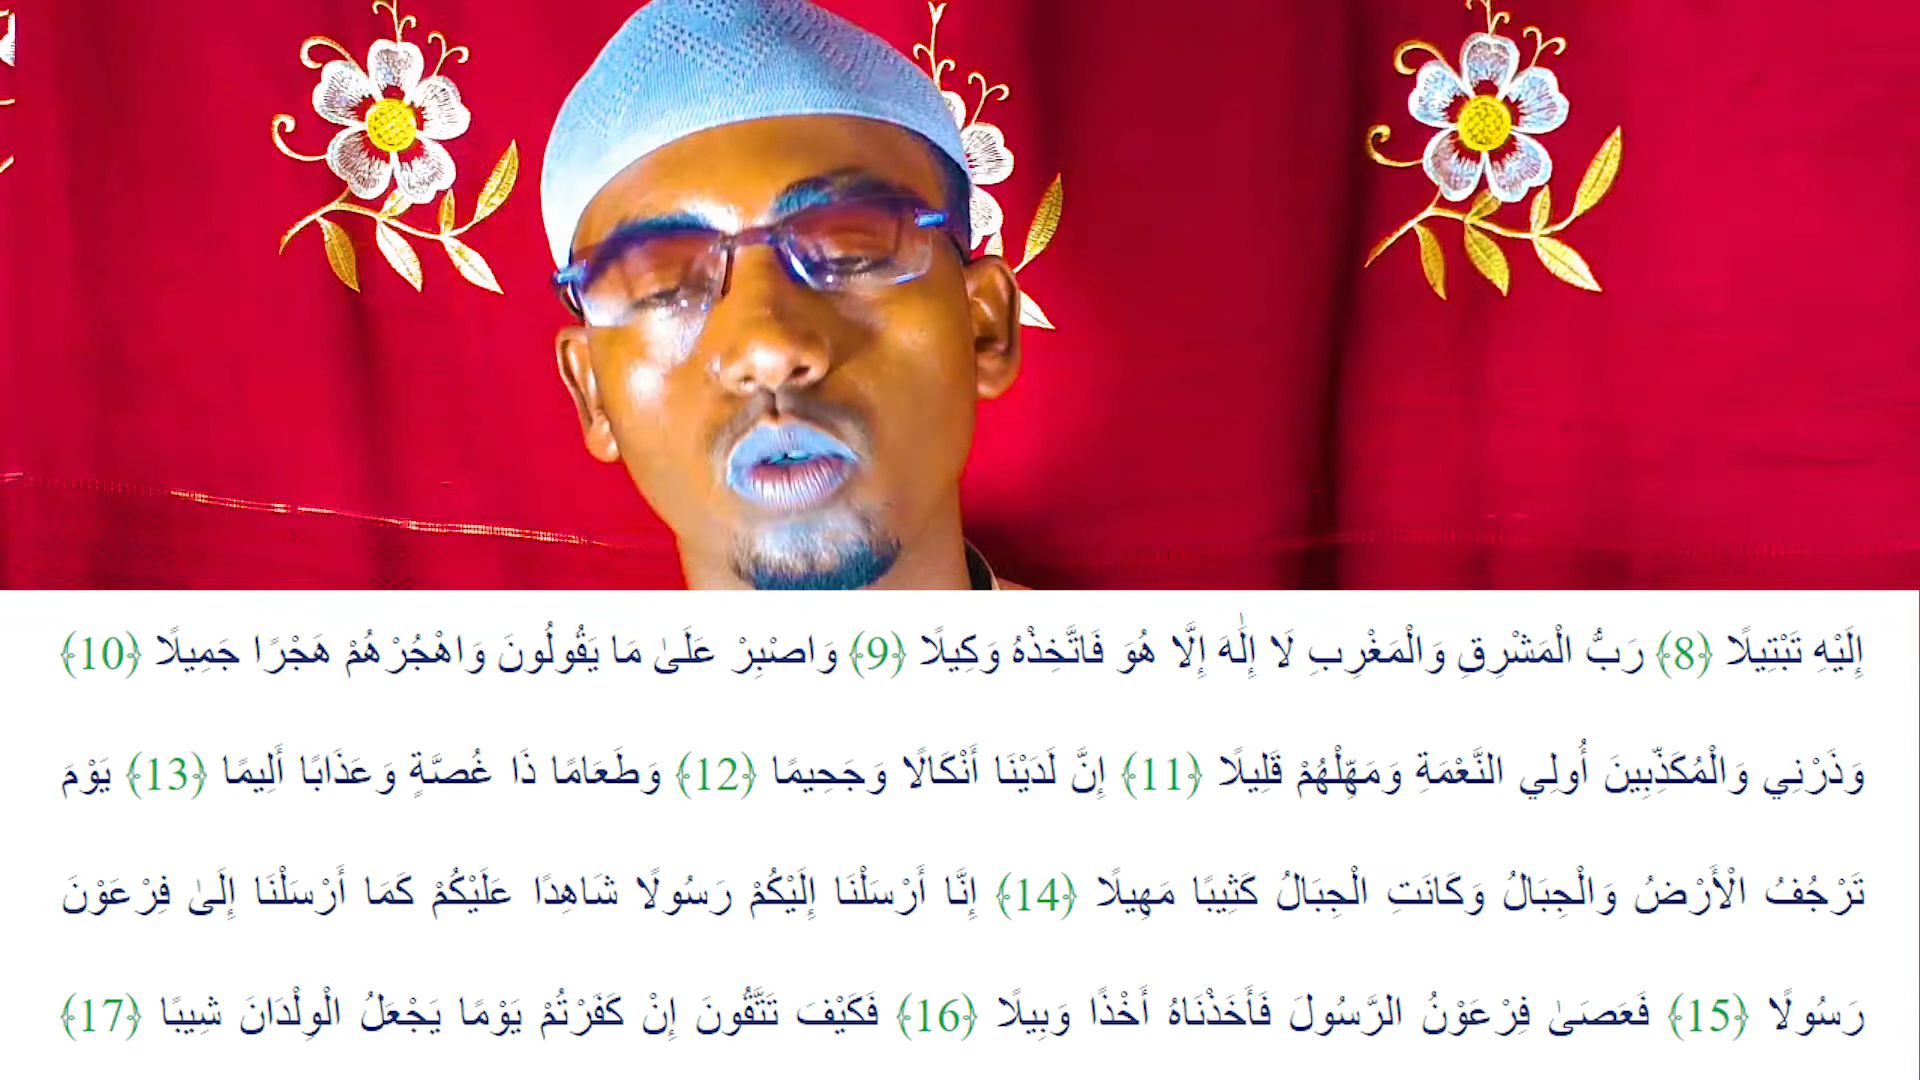 إِلَيْهِ تَبْتِيلًا ﴿8﴾ رَبُّ الْمَشْرِقِ وَالْمَغْرِبِ لَا إِلَٰهَ إِلَّا هُوَ فَاتَّخِذْهُ وَكِيلًا ﴿9﴾ وَاصْبِرْ عَلَىٰ مَا يَقُولُونَ وَاهْجُرْهُمْ هَجْرًا جَمِيلًا ﴿10﴾
وَذَرْنِي وَالْمُكَذِّبِينَ أُولِي النَّعْمَةِ وَمَهِّلْهُمْ قَلِيلًا ﴿11﴾ إِنَّ لَدَيْنَا أَنْكَالًا وَجَحِيمًا ﴿12﴾ وَطَعَامًا ذَا غُصَّةٍ وَعَذَابًا أَلِيمًا ﴿13﴾ يَوْمَ
تَرْجُفُ الْأَرْضُ وَالْجِبَالُ وَكَانَتِ الْجِبَالُ كَثِيبًا مَهِيلًا ﴿14﴾ إِنَّا أَرْسَلْنَا إِلَيْكُمْ رَسُولًا شَاهِدًا عَلَيْكُمْ كَمَا أَرْسَلْنَا إِلَىٰ فِرْعَوْنَ
رَسُولًا ﴿15﴾ فَعَصَىٰ فِرْعَوْنُ الرَّسُولَ فَأَخَذْنَاهُ أَخْذًا وَبِيلًا ﴿16﴾ فَكَيْفَ تَتَّقُونَ إِنْ كَفَرْتُمْ يَوْمًا يَجْعَلُ الْوِلْدَانَ شِيبًا ﴿17﴾